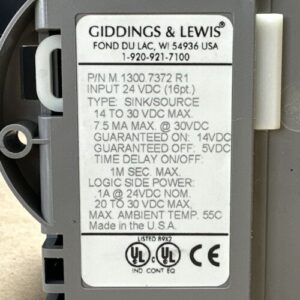 GIDDINGS & LEWIS®
FOND DU LAC, WI 54936 USA
1-920-921-7100
P/N M.1300 7372 R1
INPUT 24 VDC (16pt.)
TYPE: SINK/SOURCE
14 TO 30 VDC MAX.
7.5 MA MAX. @ 30VDC
GUARANTEED ON: 14VDC
GUARANTEED OFF: 5VDC
TIME DELAY ON/OFF:
1M SEC. MAX.
LOGIC SIDE POWER:
.1A @ 24VDC NOM.
20 TO 30 VDC MAX.
MAX. AMBIENT TEMP. 55C
Made in the U.S.A.
LISTED 89X2
UL C UL
IND CONT EQ